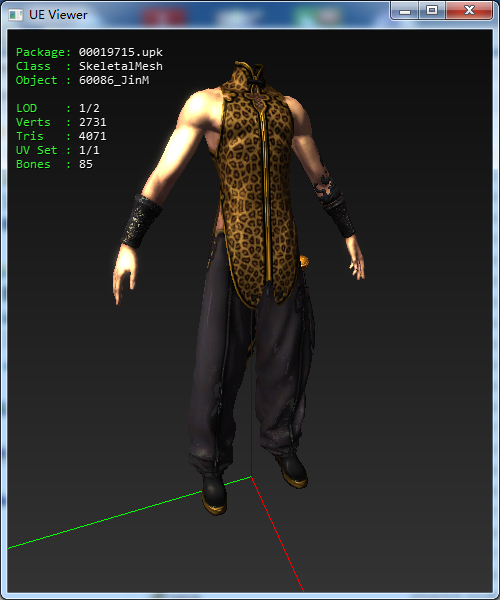 UE Viewer
Package: 00019715.upk
Class : SkeletalMesh
Object : 60086_JinM
LOD : 1/2
Verts : 2731
Tris : 4071
UV Set : 1/1
Bones : 85